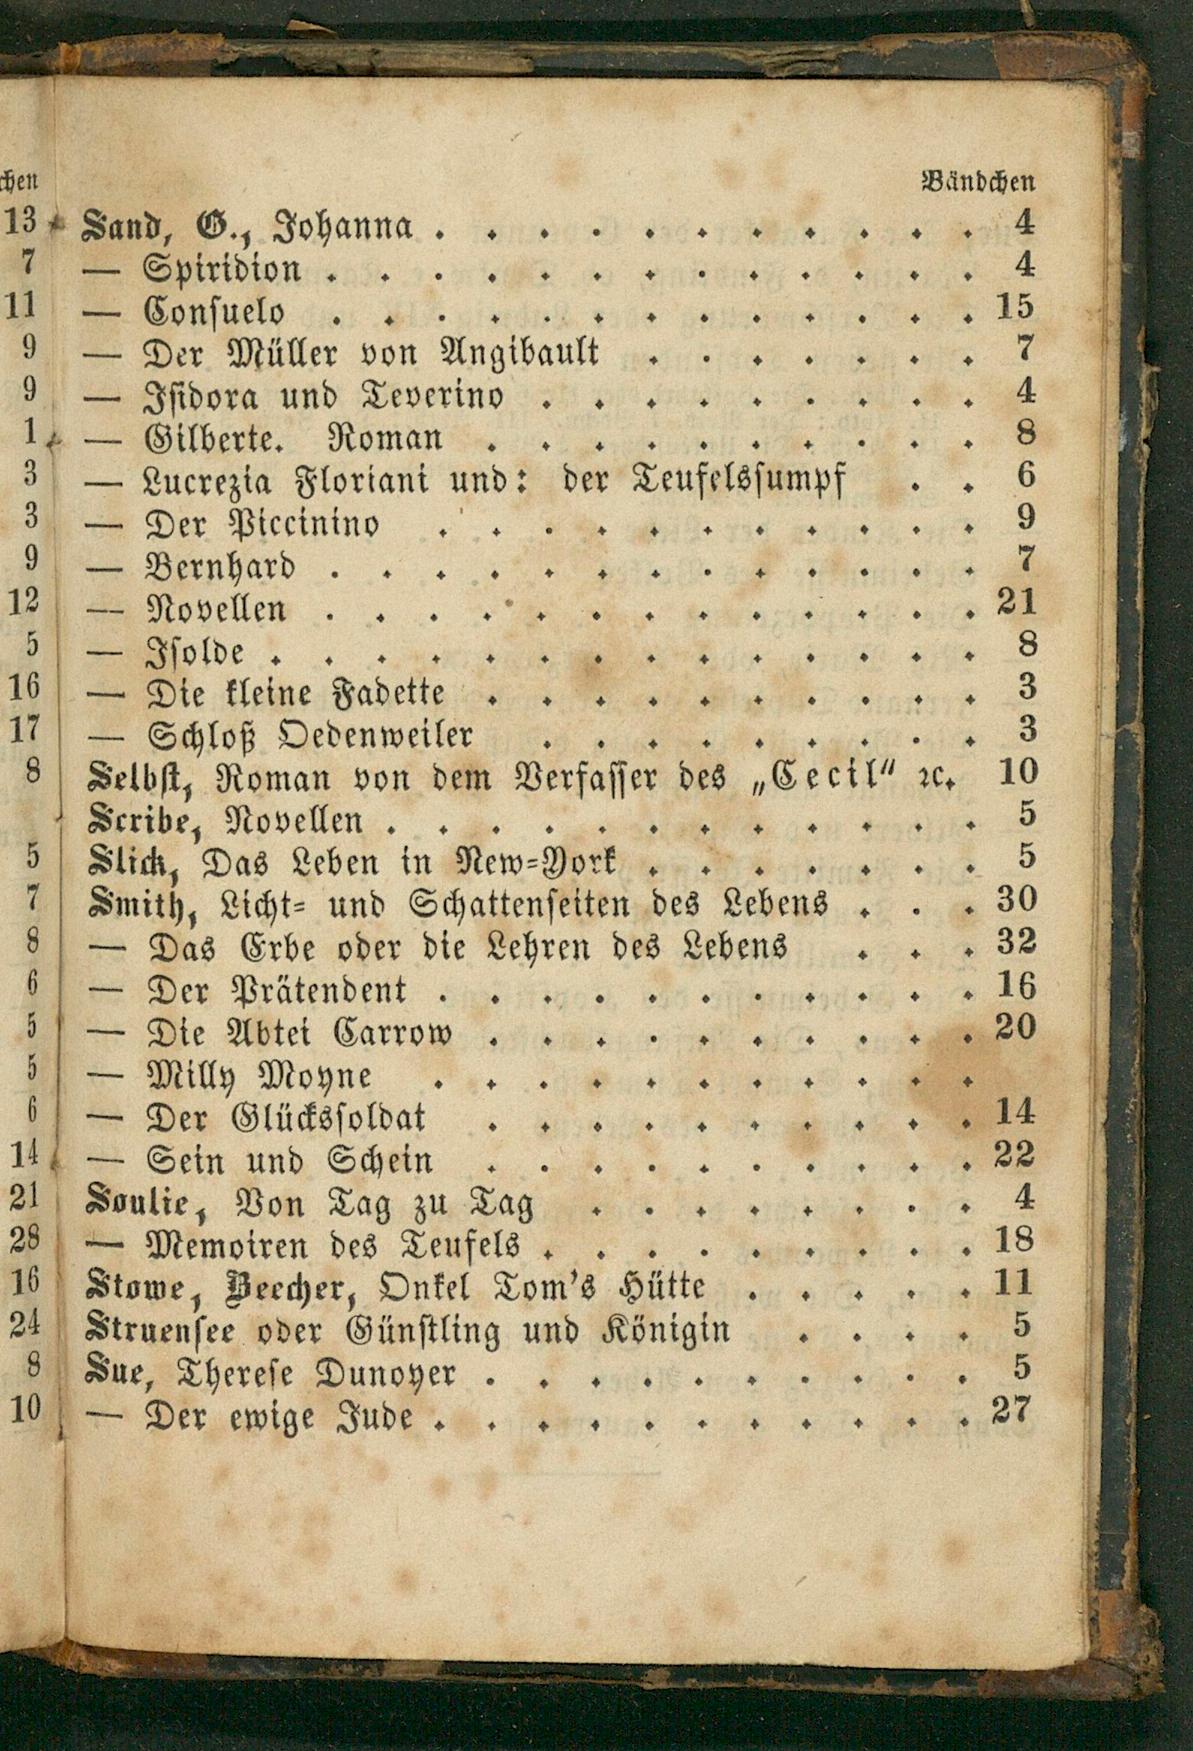 chen
13
7
11
9
9
1
3
3
9
12
5
16
17
8
5
7
8
6
5
5
6
14
21
28
16
24
8
10
Bändchen
Sand, G., Johanna . . . . . . . . . . . 4
— Spiridion . . . . . . . . . . . . . 4
— Conſuelo . . . . . . . . . . . . . 15
— Der Müller von Angibault . . . . . . . 7
— Iſidora und Teverino . . . . . . . . . 4
— Gilberte. Roman . . . . . . . . . . 8
— Lucrezia Floriani und: der Teufelsſumpf . . 6
— Der Piccinino . . . . . . . . . . . 9
— Bernhard . . . . . . . . . . . . . 7
— Novellen . . . . . . . . . . . . . 21
— Iſolde . . . . . . . . . . . . . . 8
— Die kleine Fadette . . . . . . . . . . 3
— Schloß Oedenweiler . . . . . . . . . 3
Selbſt, Roman von dem Verfaſſer des „Cecil“ ꝛc. 10
Scribe, Novellen . . . . . . . . . . . . 5
Slick, Das Leben in New-York . . . . . . . 5
Smith, Licht- und Schattenſeiten des Lebens . . . 30
— Das Erbe oder die Lehren des Lebens . . . 32
— Der Prätendent . . . . . . . . . . . 16
— Die Abtei Carrow . . . . . . . . . . 20
— Milly Moyne . . . . . . . . . . .
— Der Glücksſoldat . . . . . . . . . . 14
— Sein und Schein . . . . . . . . . . 22
Soulie, Von Tag zu Tag . . . . . . . . 4
— Memoiren des Teufels . . . . . . . . . 18
Stowe, Beecher, Onkel Tom's Hütte . . . . . 11
Struenſee oder Günſtling und Königin . . . . 5
Sue, Thereſe Dunoyer . . . . . . . . . . 5
— Der ewige Jude . . . . . . . . . . . 27